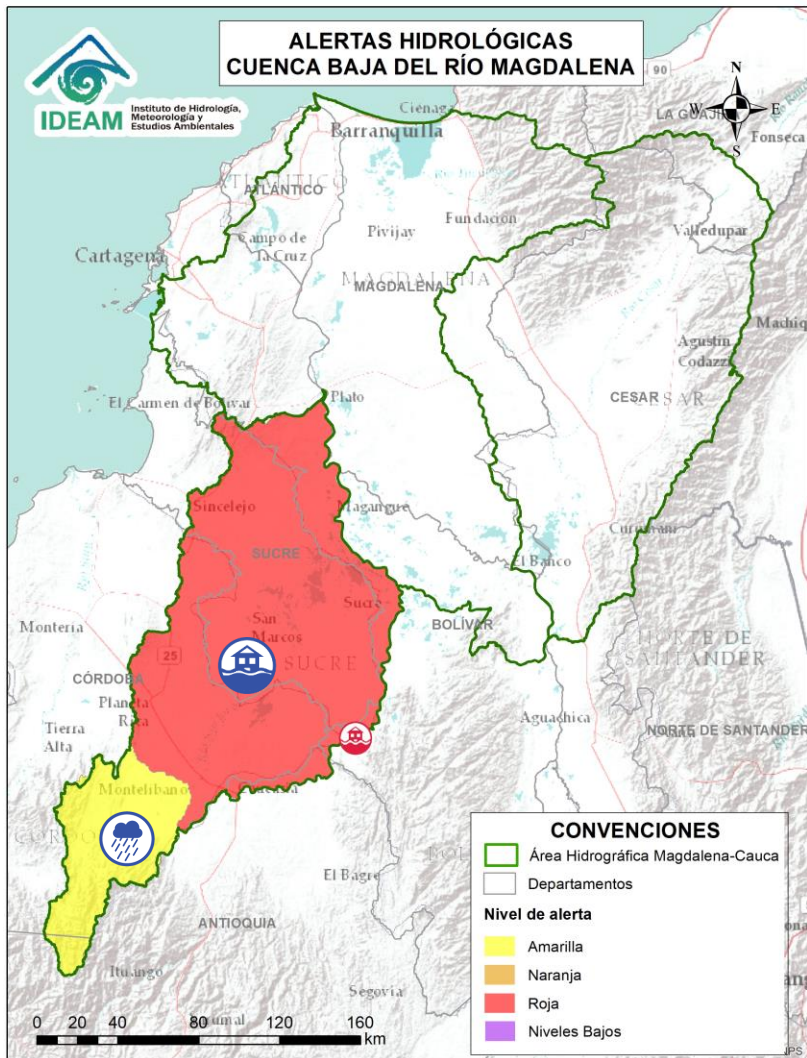 ALERTAS HIDROLÓGICAS
CUENCA BAJA DEL RÍO MAGDALENA
IDEAM
Instituto de Hidrología,
Meteorología y
Estudios Ambientales
N
W
E
S
90
LA GUAJIRA
Fonseca
Ciénaga
Barranquilla
ATLÁNTICO
ATLÁNTICO
Fundación
Pivijay
Valledupar
Campo de
la Cruz
Cartagena
MAGDALENA
MAGDALENA
Agustín
Codazzi
El Carmen de Bolívar
Plato
CESAR
CESAR
Sincelejo
Magangué
SUCRE
El Banco
Sucre
San
Marcos
BOLÍVAR
SUCRE
Montería
25
CÓRDOBA
Planeta
Rica
Tierra
Alta
NORTE DE
SANTANDER
Aguachica
NORTE DE SANTANDER
Montelíbano
El Bagre
ANTIOQUIA
Ituango
Segovia
CONVENCIONES
Área Hidrográfica Magdalena-Cauca
Departamentos
Nivel de alerta
Amarilla
Naranja
Roja
Niveles Bajos
0 20 40 80 120 160
km